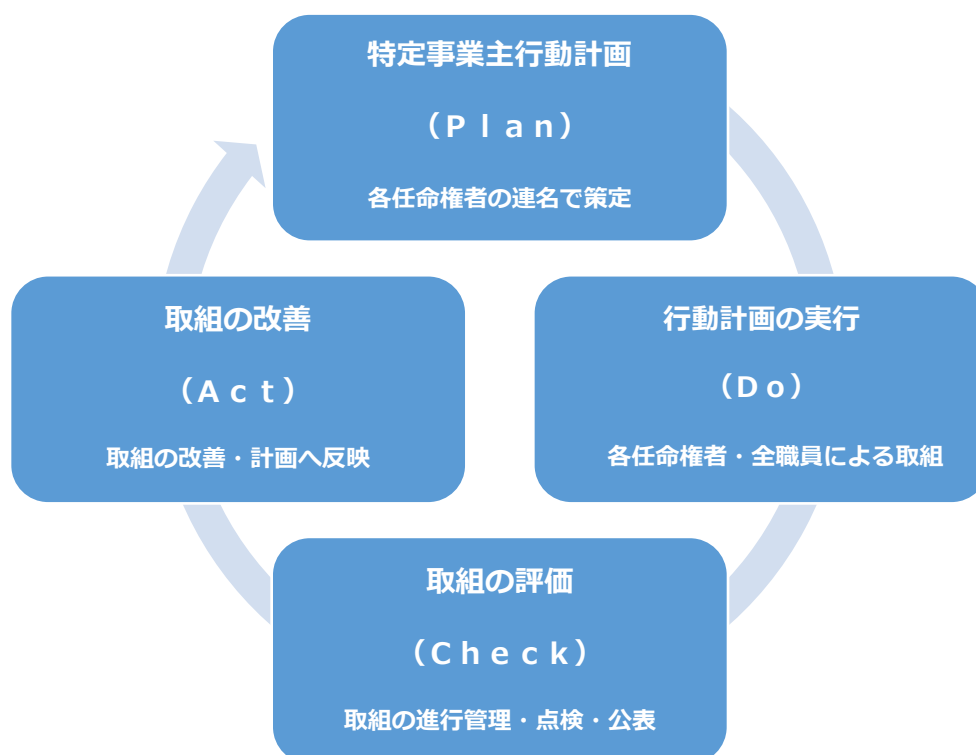 特定事業主行動計画
（Ｐｌａｎ）
各任命権者の連名で策定
行動計画の実行
（Ｄｏ）
各任命権者・全職員による取組
取組の評価
（Ｃｈｅｃｋ）
取組の進行管理・点検・公表
取組の改善
（Ａｃｔ）
取組の改善・計画へ反映